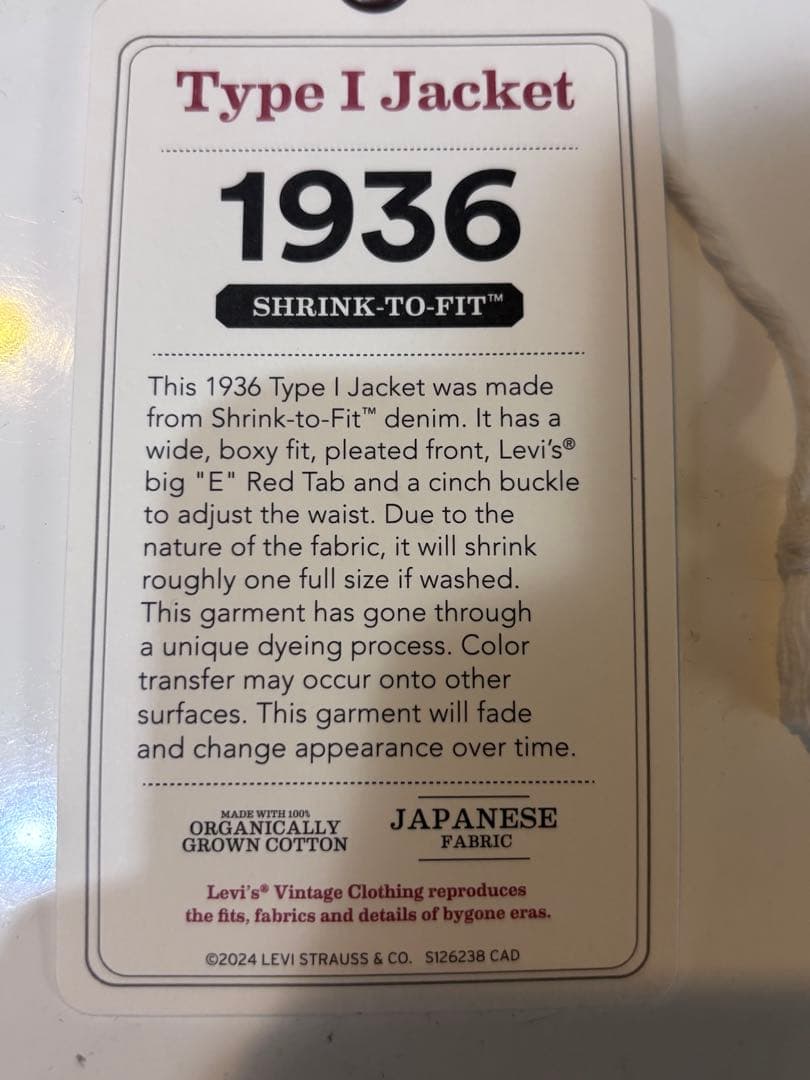 Type I Jacket
1936
SHRINK-TO-FIT™
This 1936 Type I Jacket was made
from Shrink-to-Fit™ denim. It has a
wide, boxy fit, pleated front, Levi's®
big "E" Red Tab and a cinch buckle
to adjust the waist. Due to the
nature of the fabric, it will shrink
roughly one full size if washed.
This garment has gone through
a unique dyeing process. Color
transfer may occur onto other
surfaces. This garment will fade
and change appearance over time.
MADE WITH 100%
ORGANICALLY
GROWN COTTON
JAPANESE
FABRIC
Levi's® Vintage Clothing reproduces
the fits, fabrics and details of bygone eras.
©2024 LEVI STRAUSS & CO. S126238 CAD